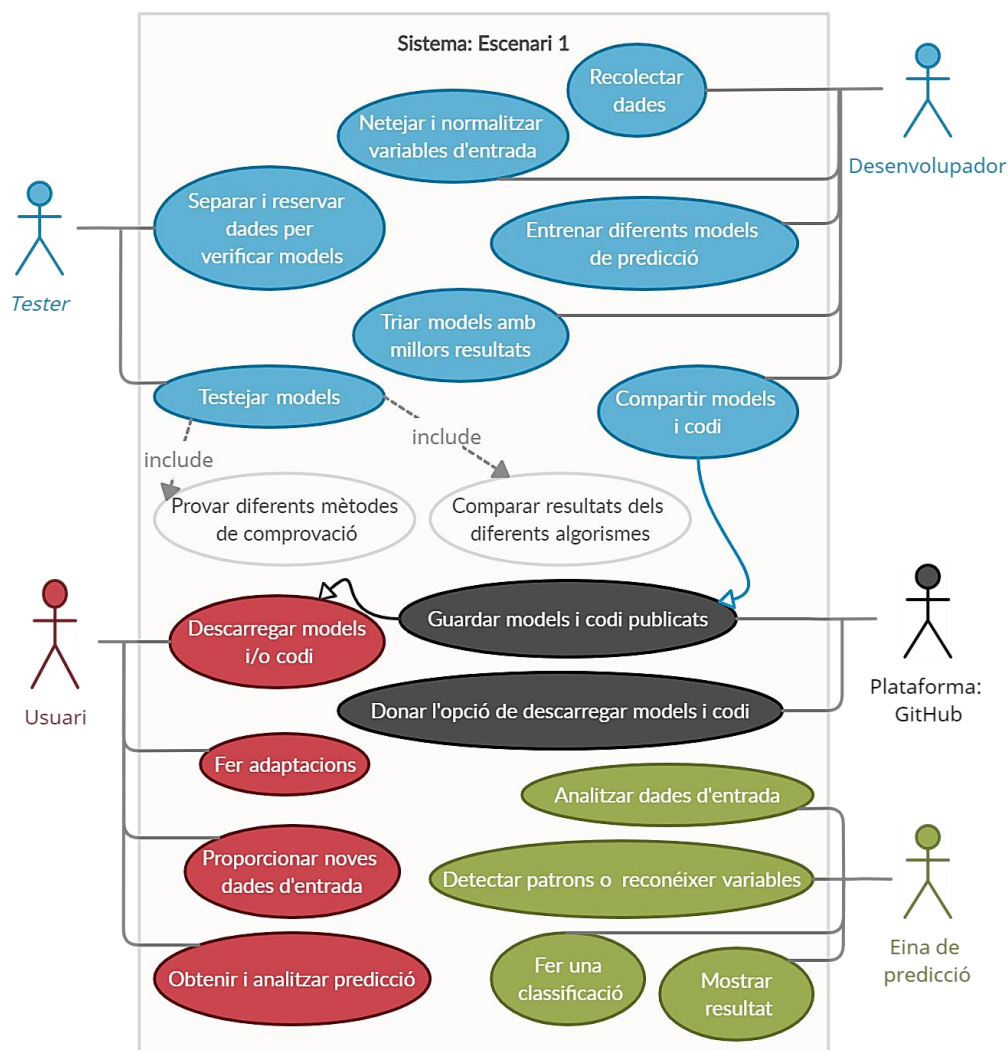 Sistema: Escenari 1
Recolectar
dades
Netejar i normalitzar
variables d'entrada
Desenvolupador
Separar i reservar
dades per
verificar models
Entrenar diferents models
de predicció
Tester
Triar models amb
millors resultats
Testejar models
Compartir models
i codi
include
include
Provar diferents mètodes
de comprovació
Comparar resultats dels
diferents algorismes
Descarregar models
i/o codi
Guardar models i codi publicats
Usuari
Plataforma:
GitHub
Donar l'opció de descarregar models i codi
Fer adaptacions
Analitzar dades d'entrada
Proporcionar noves
dades d'entrada
Detectar patrons o reconéixer variables
Eina de
predicció
Obtenir i analitzar predicció
Fer una
classificació
Mostrar
resultat